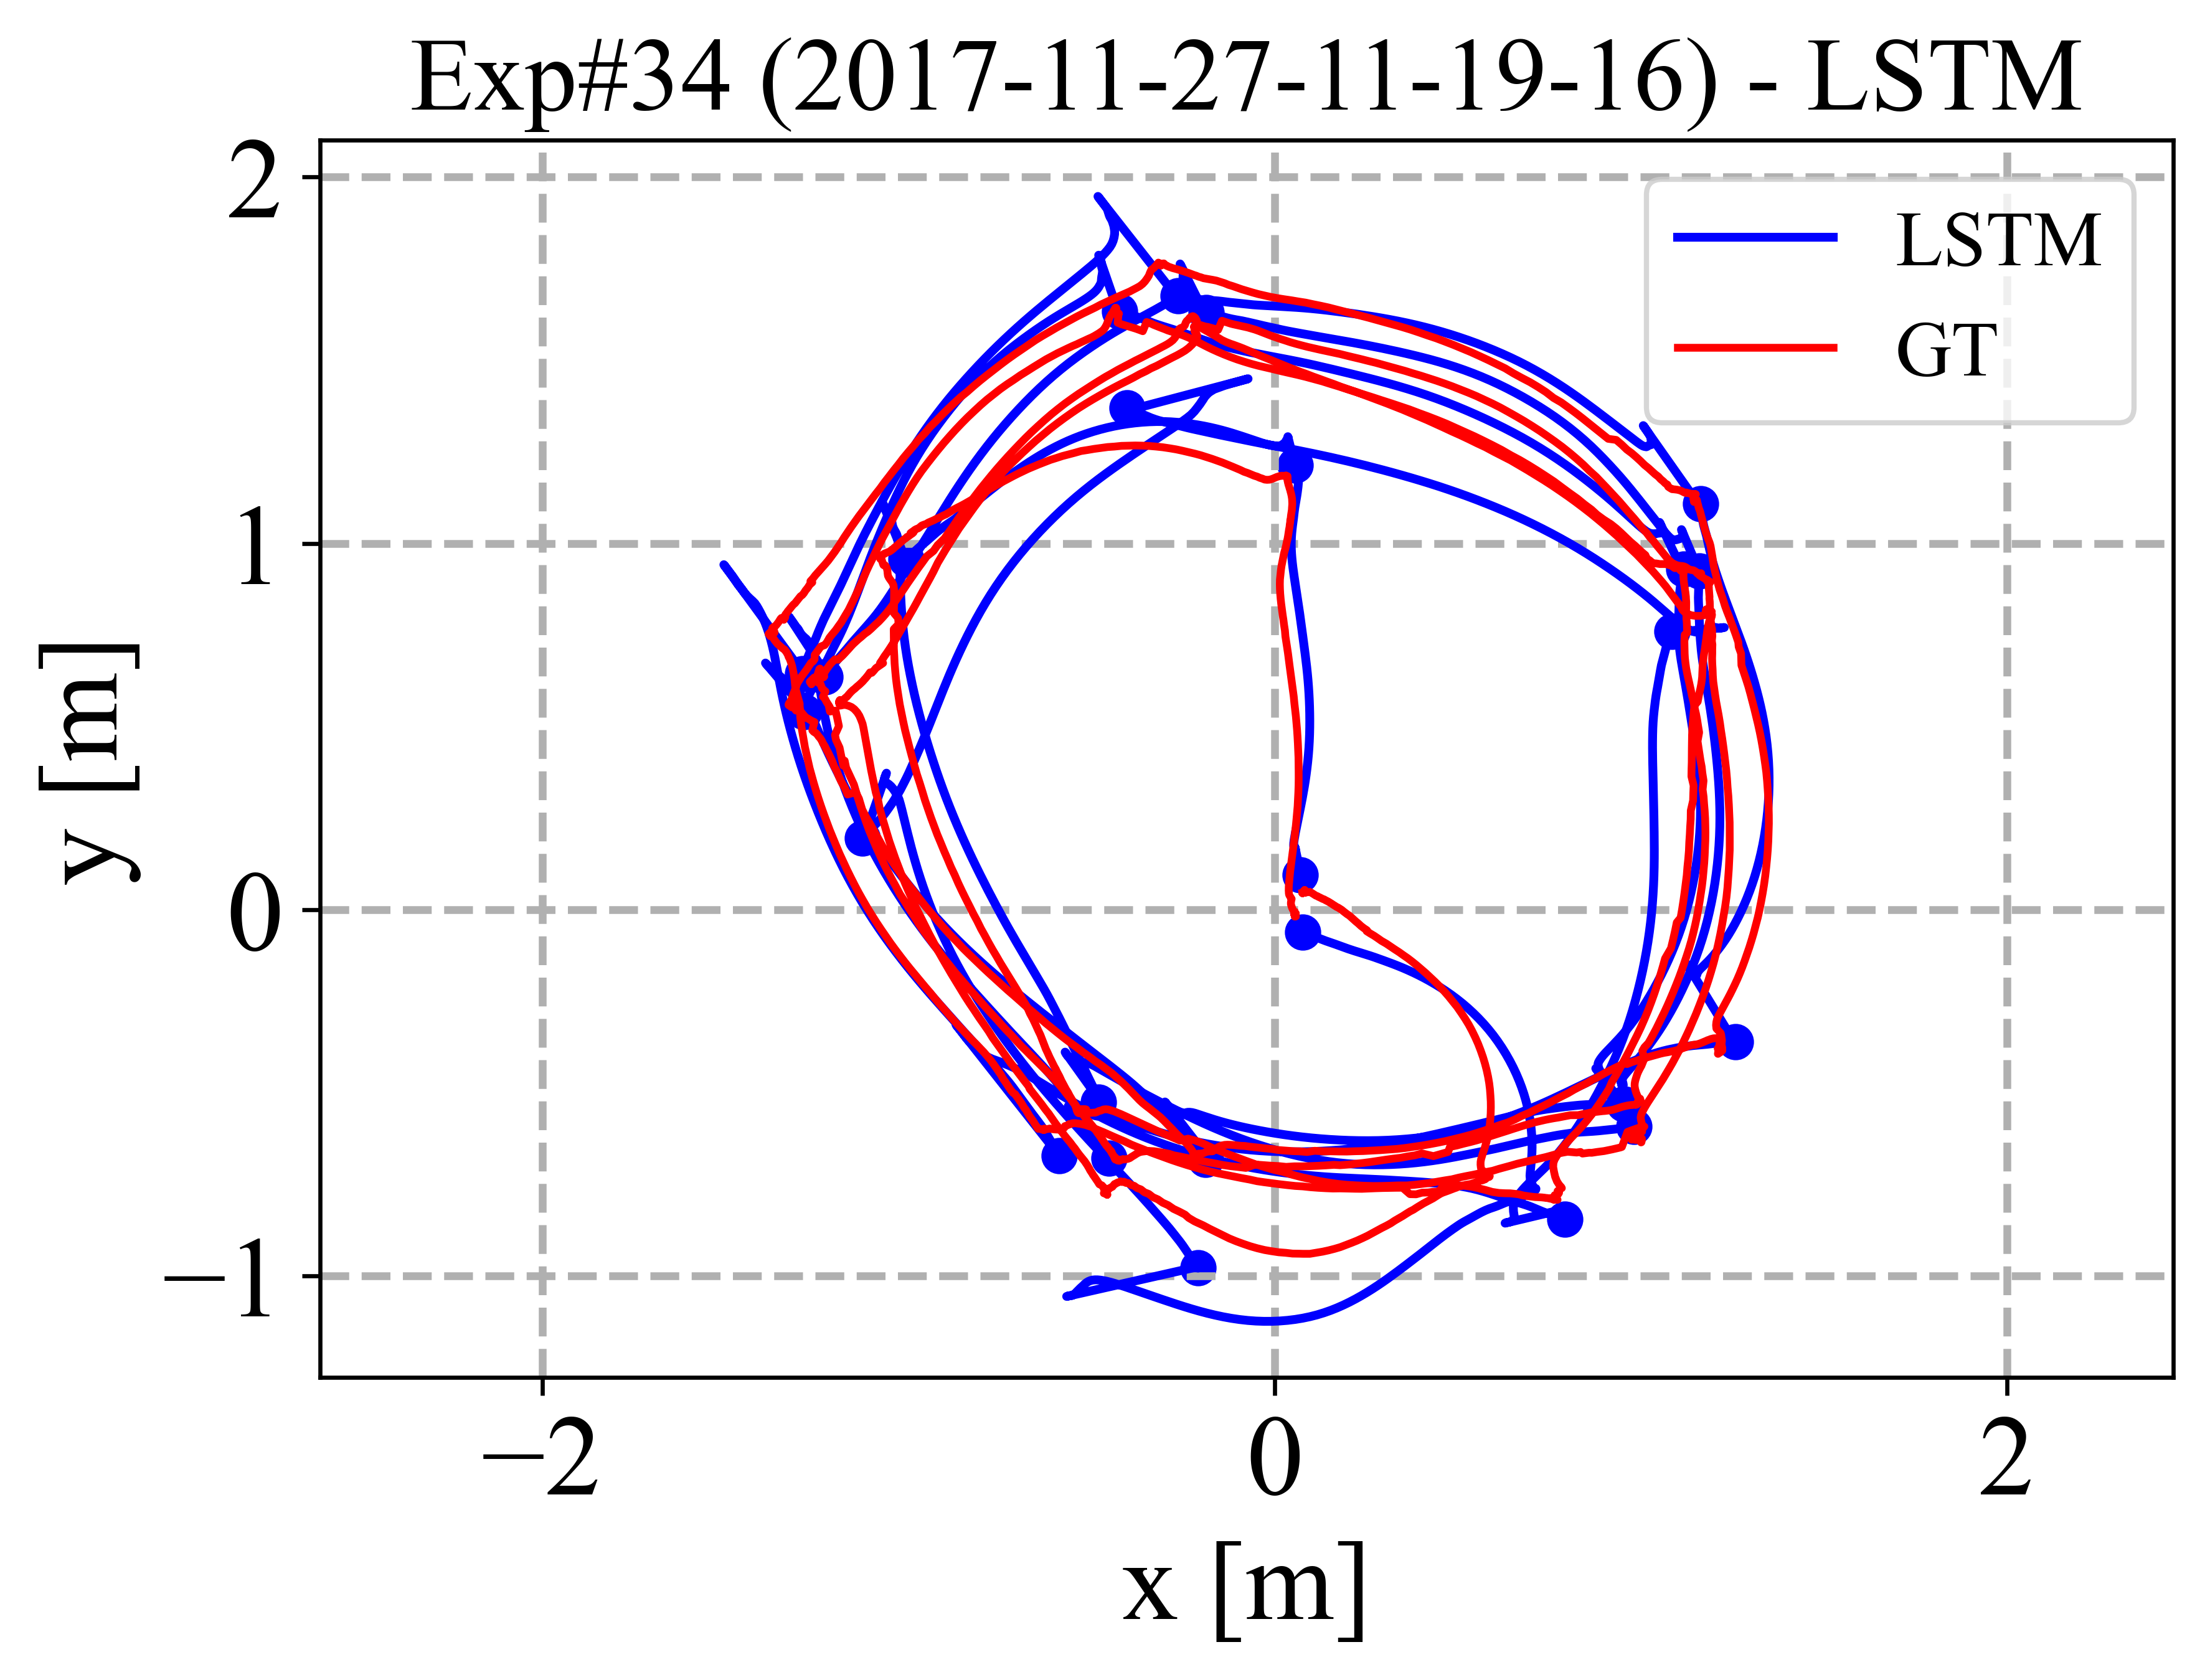 Exp#34 (2017-11-27-11-19-16) - LSTM
LSTM
GT
2
1
0
−1
−2
0
2
y [m]
x [m]